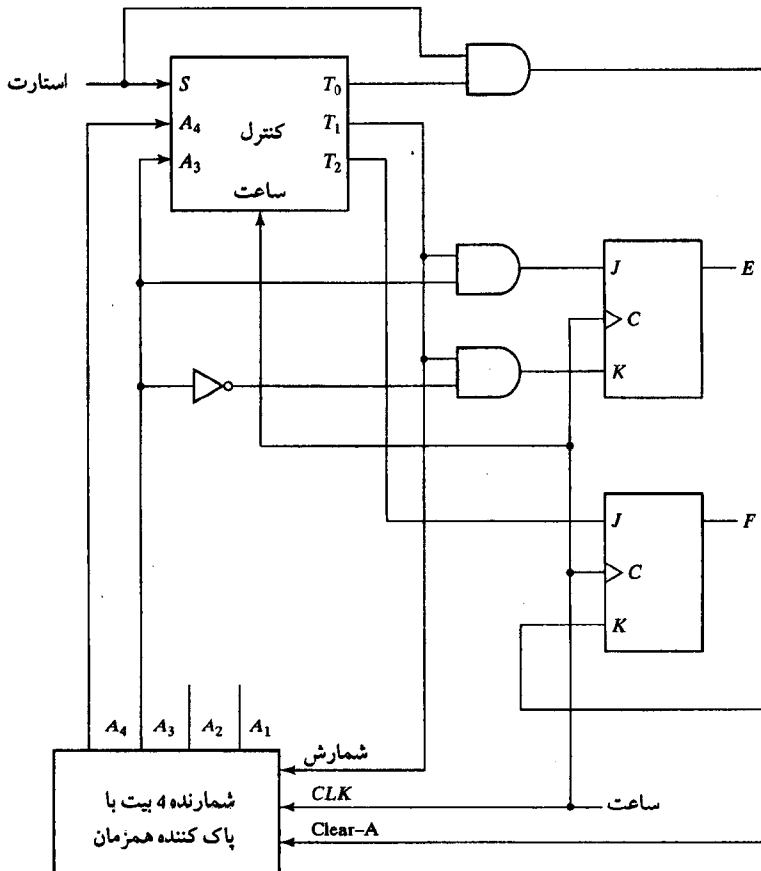 استارت
S
T0
A4
کنترل
T1
A3
T2
ساعت
J
E
C
K
J
F
C
K
A4 A3 A2 A1
شمارش
شمارنده 4 بیت با
پاک کننده همزمان
CLK
ساعت
Clear-A